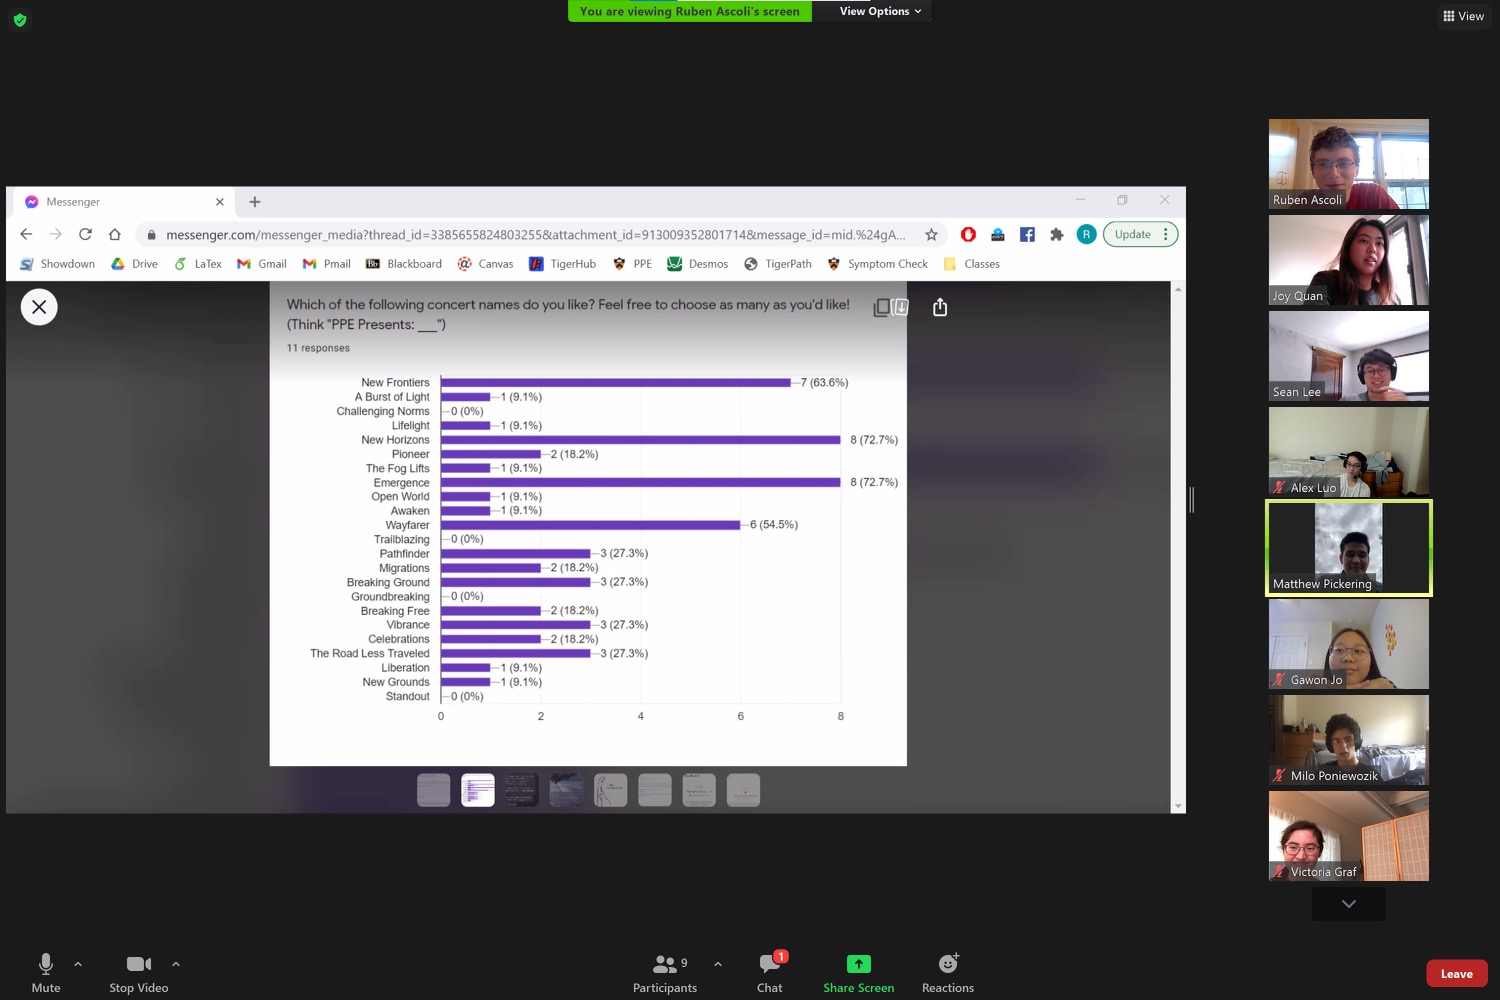 You are viewing Ruben Ascoli's screen
View Options
View
Messenger
messenger.com/messenger_media?thread_id=3385655824803255&attachment_id=913009352801714&message_id=mid.%24gA...
R
Update
Showdown
Drive
LaTex
Gmail
Pmail
Bb
Blackboard
Canvas
TigerHub
PPE
Desmos
TigerPath
Symptom Check
Classes
Which of the following concert names do you like? Feel free to choose as many as you'd like!
(Think "PPE Presents: ___")
11 responses
New Frontiers 7 (63.6%)
A Burst of Light 1 (9.1%)
Challenging Norms 0 (0%)
Lifelight 1 (9.1%)
New Horizons 8 (72.7%)
Pioneer 2 (18.2%)
The Fog Lifts 1 (9.1%)
Emergence 8 (72.7%)
Open World 1 (9.1%)
Awaken 1 (9.1%)
Wayfarer 6 (54.5%)
Trailblazing 0 (0%)
Pathfinder 3 (27.3%)
Migrations 2 (18.2%)
Breaking Ground 3 (27.3%)
Groundbreaking 0 (0%)
Breaking Free 2 (18.2%)
Vibrance 3 (27.3%)
Celebrations 2 (18.2%)
The Road Less Traveled 3 (27.3%)
Liberation 1 (9.1%)
New Grounds 1 (9.1%)
Standout 0 (0%)
0 2 4 6 8
Ruben Ascoli
Joy Quan
Sean Lee
Alex Luo
Matthew Pickering
Gawon Jo
Milo Poniewozik
Victoria Graf
Mute
Stop Video
9
Participants
1
Chat
Share Screen
Reactions
Leave